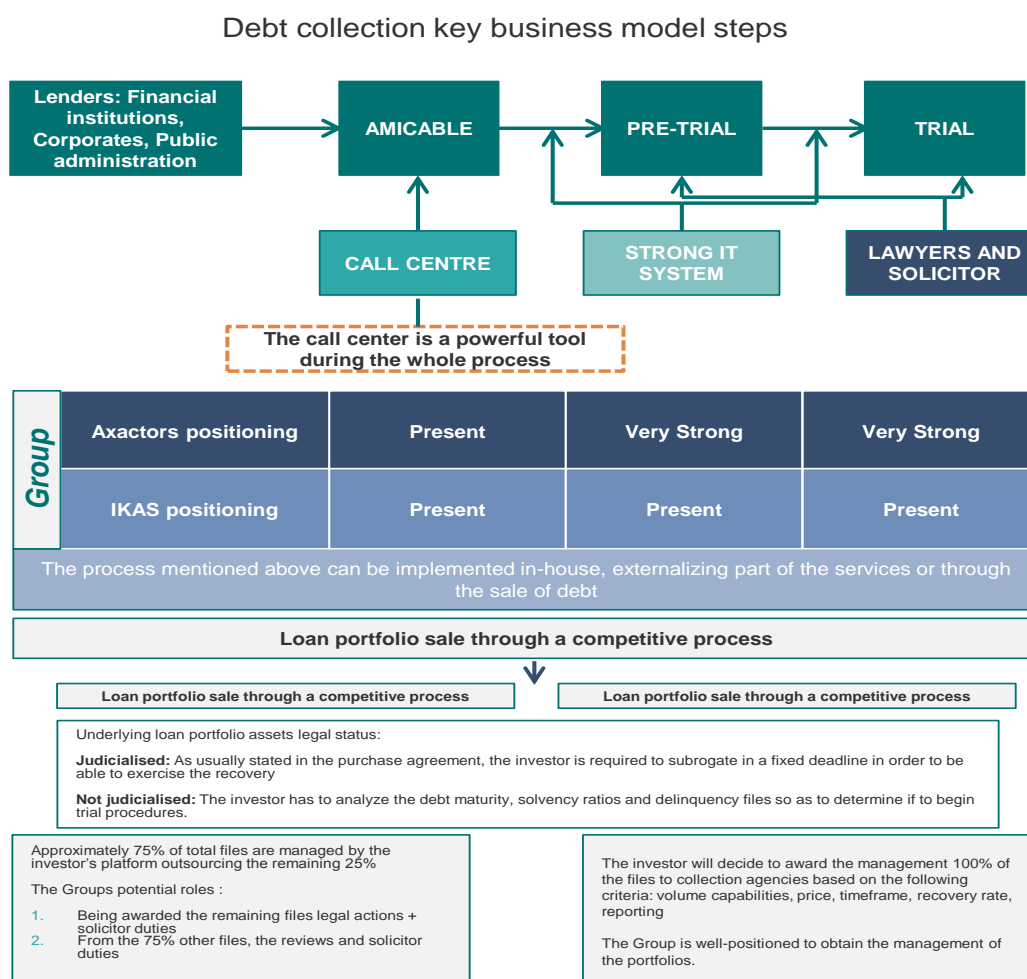 Debt collection key business model steps
Lenders: Financial
institutions,
Corporates, Public
administration
AMICABLE
PRE-TRIAL
TRIAL
CALL CENTRE
STRONG IT
SYSTEM
LAWYERS AND
SOLICITOR
The call center is a powerful tool
during the whole process
Group
Axactors positioning
Present
Very Strong
Very Strong
IKAS positioning
Present
Present
Present
The process mentioned above can be implemented in-house, externalizing part of the services or through
the sale of debt
Loan portfolio sale through a competitive process
Loan portfolio sale through a competitive process
Loan portfolio sale through a competitive process
Underlying loan portfolio assets legal status:
Judicialised: As usually stated in the purchase agreement, the investor is required to subrogate in a fixed deadline in order to be
able to exercise the recovery
Not judicialised: The investor has to analyze the debt maturity, solvency ratios and delinquency files so as to determine if to begin
trial procedures.
Approximately 75% of total files are managed by the
investor's platform outsourcing the remaining 25%
The Groups potential roles :
1. Being awarded the remaining files legal actions +
solicitor duties
2. From the 75% other files, the reviews and solicitor
duties
The investor will decide to award the management 100% of
the files to collection agencies based on the following
criteria: volume capabilities, price, timeframe, recovery rate,
reporting
The Group is well-positioned to obtain the management of
the portfolios.